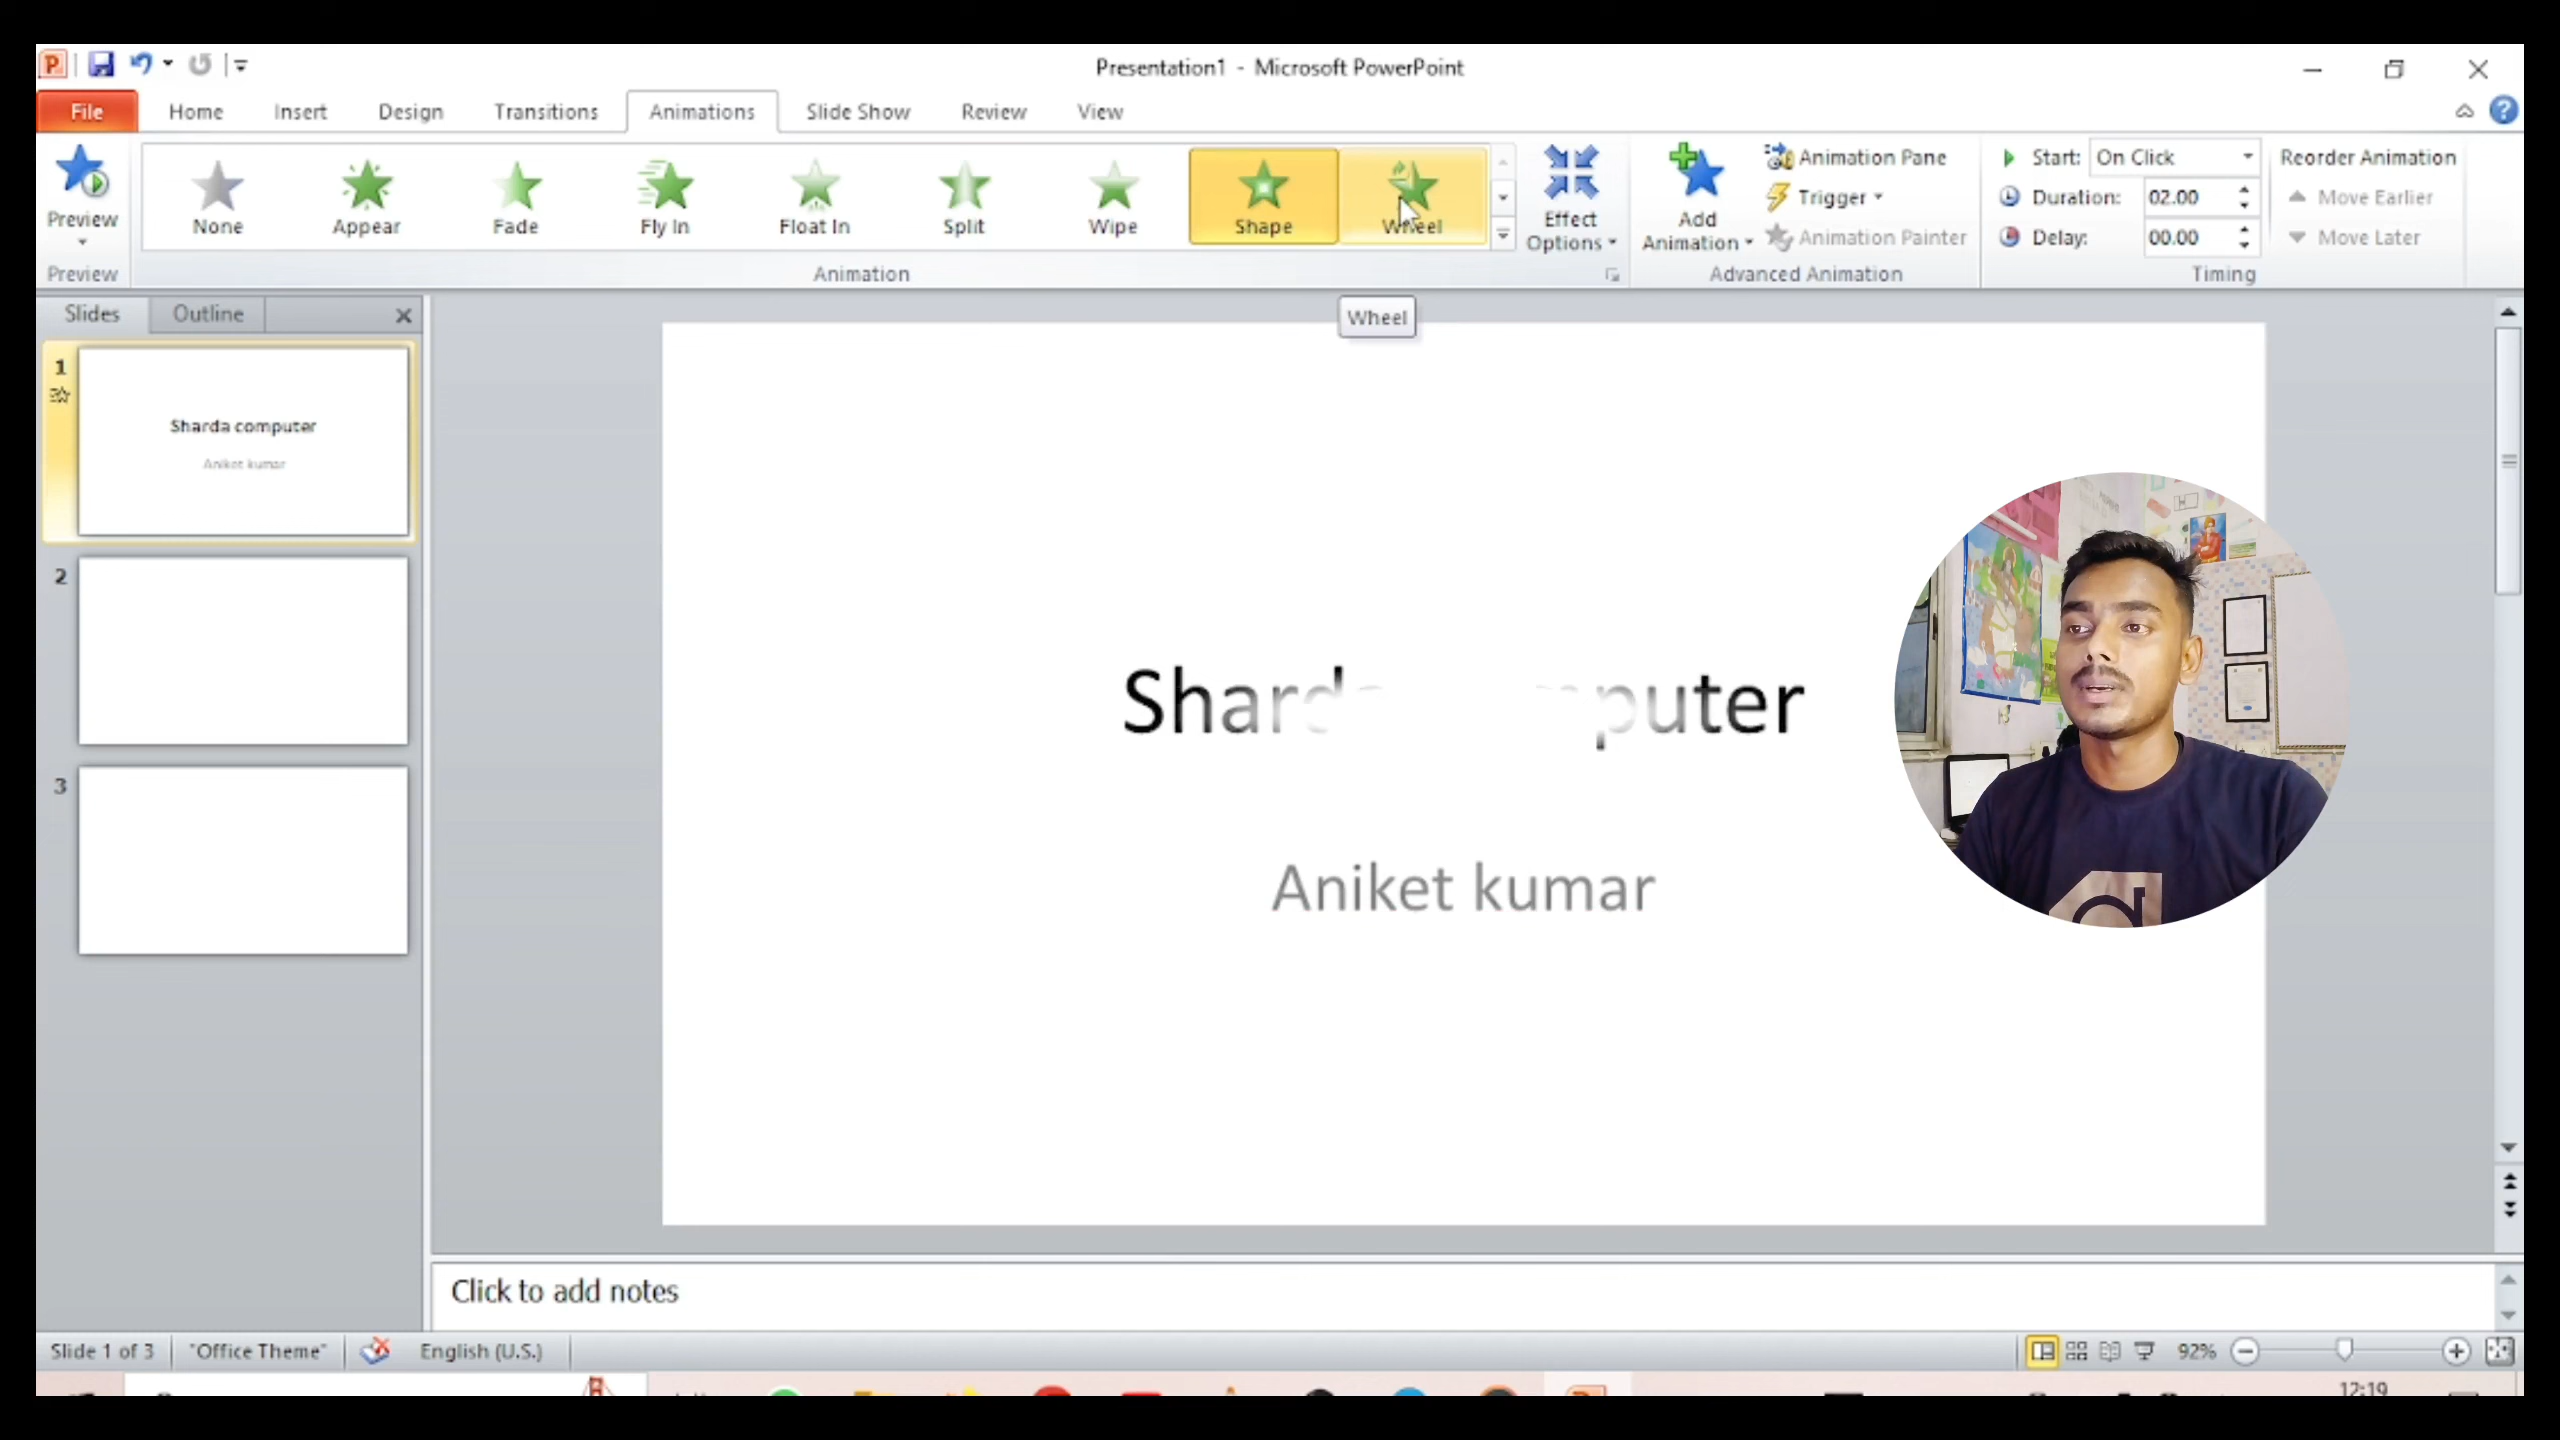 Presentation1 - Microsoft PowerPoint
File Home Insert Design Transitions Animations Slide Show Review View
Preview
Preview
None
Appear
Fade
Fly In
Float In
Split
Wipe
Shape
Wheel
Animation
Effect
Options
Add
Animation
Animation Pane
Trigger
Animation Painter
Advanced Animation
Start: On Click
Duration: 02.00
Delay: 00.00
Reorder Animation
Move Earlier
Move Later
Timing
Wheel
Slides
Outline
1
Sharda computer
Aniket kumar
2
3
Sharda computer
Aniket kumar
Click to add notes
Slide 1 of 3
"Office Theme"
English (U.S.)
92%
12:19